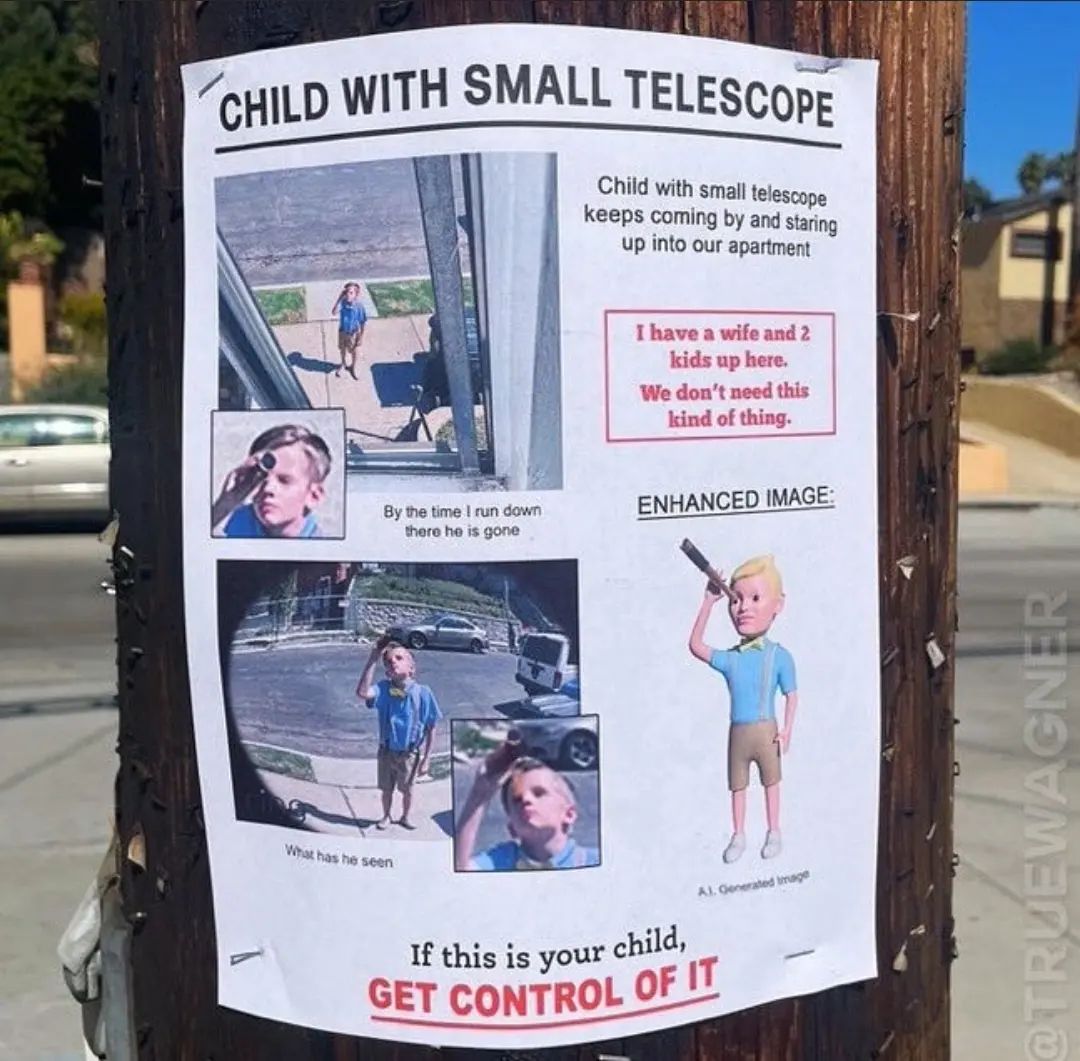 CHILD WITH SMALL TELESCOPE
Child with small telescope
keeps coming by and staring
up into our apartment
I have a wife and 2
kids up here.
We don't need this
kind of thing.
By the time I run down
there he is gone
ENHANCED IMAGE:
What has he seen
A.I. Generated Image
If this is your child,
GET CONTROL OF IT
@TRUEWAGNER